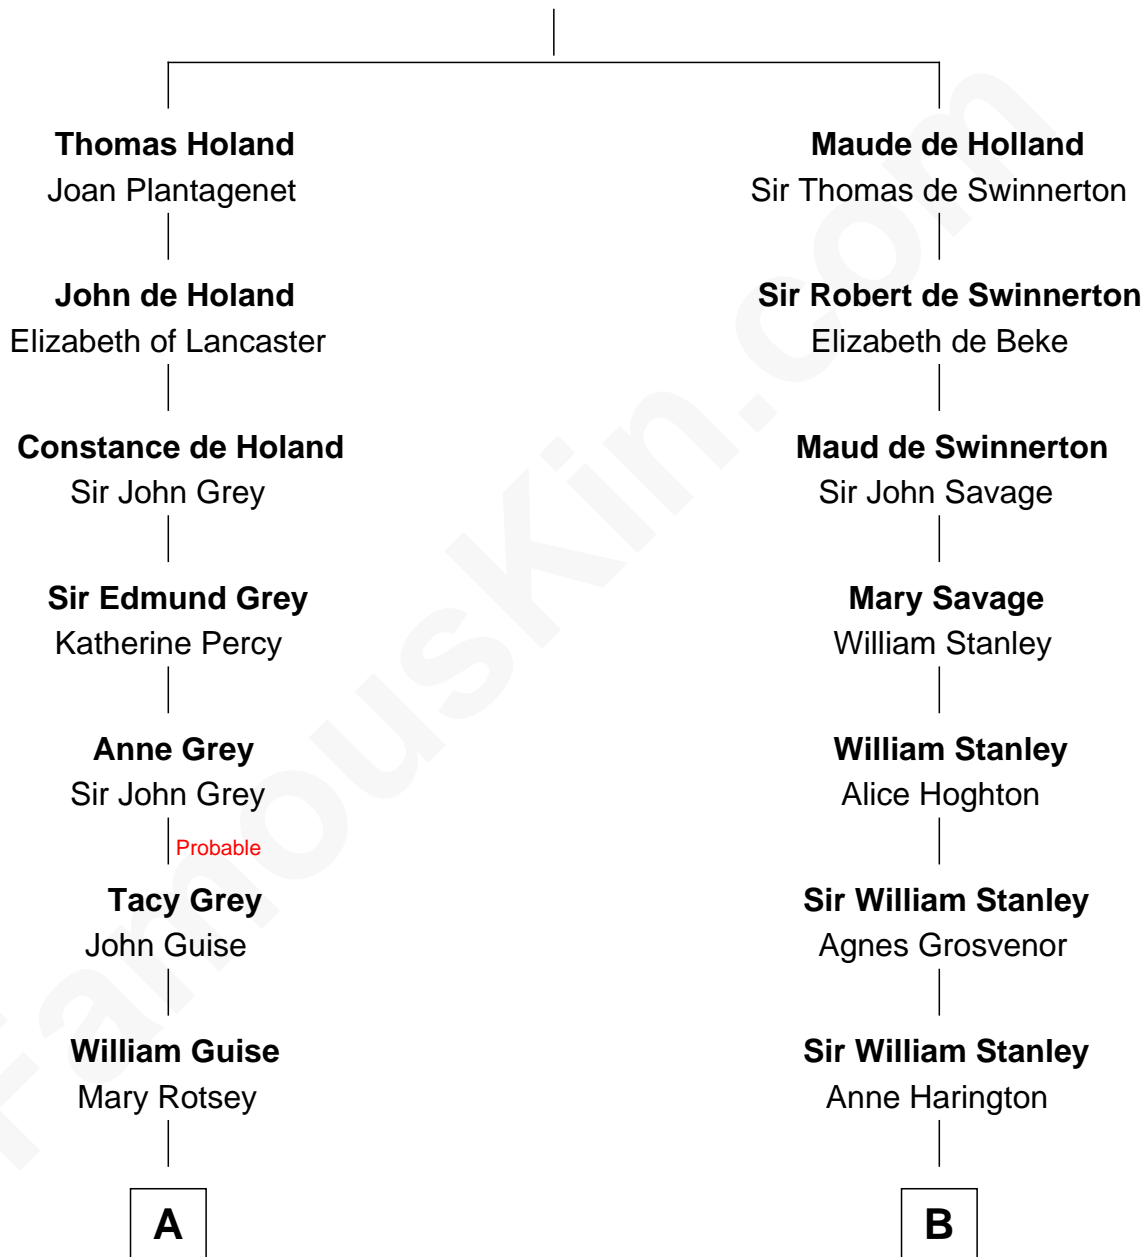 Thomas Holand
Joan Plantagenet
John de Holand
Elizabeth of Lancaster
Constance de Holand
Sir John Grey
Sir Edmund Grey
Katherine Percy
Anne Grey
Sir John Grey
Probable
Tacy Grey
John Guise
William Guise
Mary Rotsey
A
Maude de Holland
Sir Thomas de Swinnerton
Sir Robert de Swinnerton
Elizabeth de Beke
Maud de Swinnerton
Sir John Savage
Mary Savage
William Stanley
William Stanley
Alice Hoghton
Sir William Stanley
Agnes Grosvenor
Sir William Stanley
Anne Harington
B
FamousKin.com